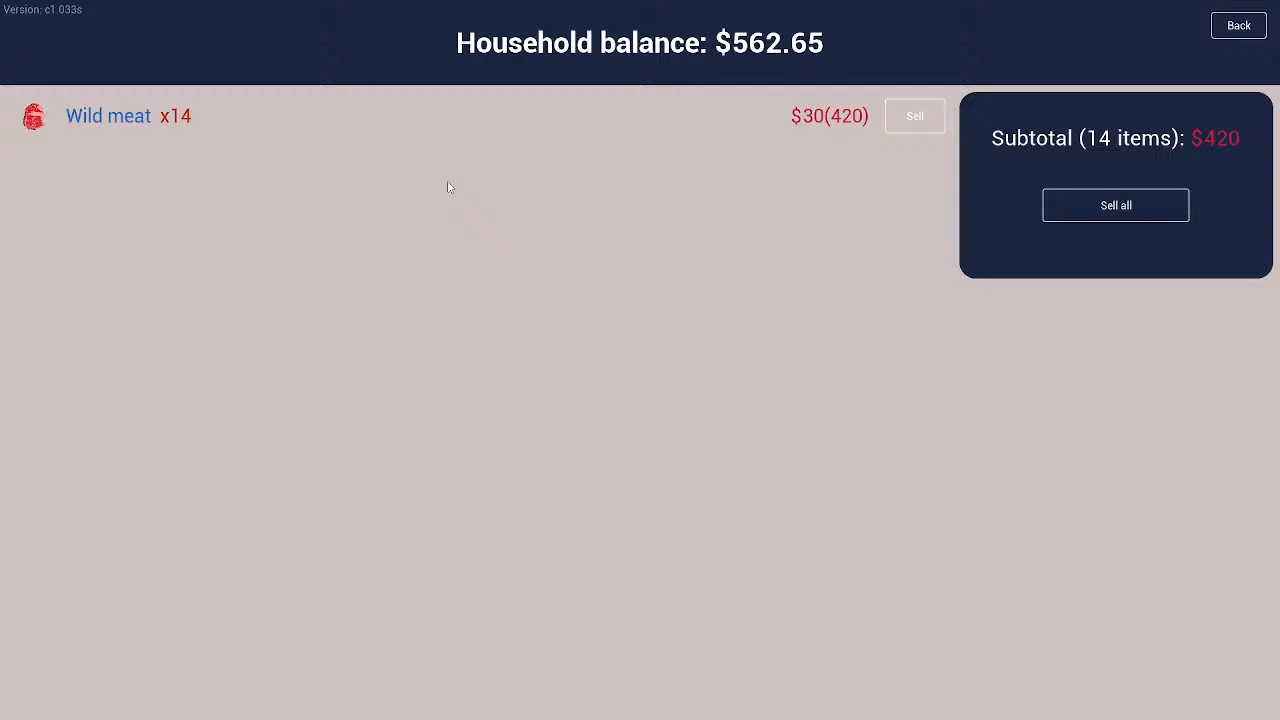 Version: c1.033s
Household balance: $562.65
Back
Wild meat x14
$30(420)
Sell
Subtotal (14 items): $420
Sell all